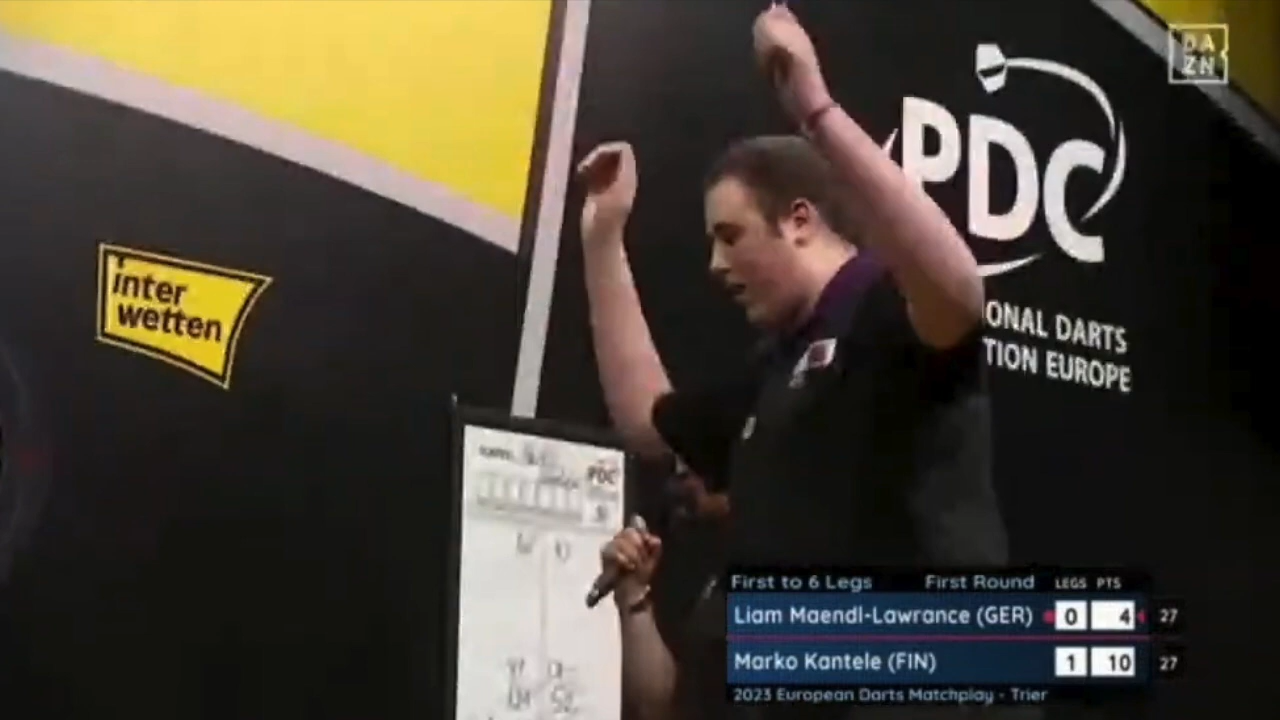 DAZN
PDC
ONAL DARTS
TION EUROPE
inter
wetten
PDC
First to 6 Legs First Round LEGS PTS
Liam Maendl-Lawrance (GER) 0 4 27
Marko Kantele (FIN) 1 10 27
2023 European Darts Matchplay - Trier